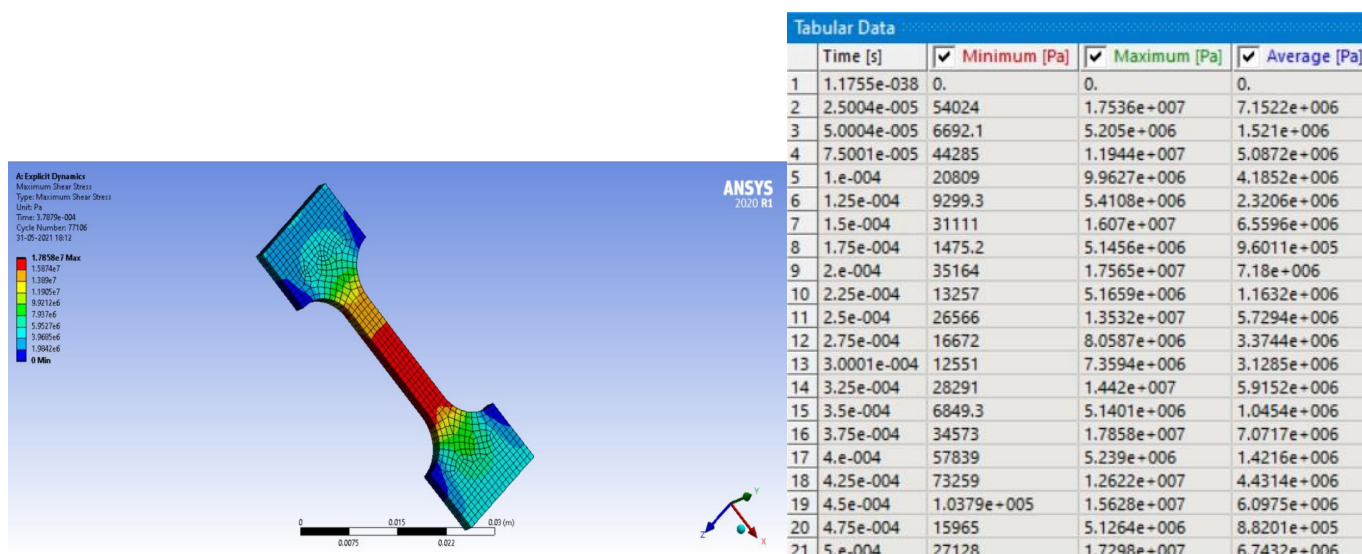 A: Explicit Dynamics
Maximum Shear Stress
Type: Maximum Shear Stress
Unit: Pa
Time: 3.7879e-004
Cycle Number: 77106
31-05-2021 18:12
1.7858e7 Max
1.5874e7
1.389e7
1.1905e7
9.9212e6
7.937e6
5.9527e6
3.9685e6
1.9842e6
0 Min
ANSYS
2020 R1
0 0.015 0.03 (m)
0.0075 0.022
Y
Z X
Tabular Data
Time [s] Minimum [Pa] Maximum [Pa] Average [Pa]
1 1.1755e-038 0. 0. 0.
2 2.5004e-005 54024 1.7536e+007 7.1522e+006
3 5.0004e-005 6692.1 5.205e+006 1.521e+006
4 7.5001e-005 44285 1.1944e+007 5.0872e+006
5 1.e-004 20809 9.9627e+006 4.1852e+006
6 1.25e-004 9299.3 5.4108e+006 2.3206e+006
7 1.5e-004 31111 1.607e+007 6.5596e+006
8 1.75e-004 1475.2 5.1456e+006 9.6011e+005
9 2.e-004 35164 1.7565e+007 7.18e+006
10 2.25e-004 13257 5.1659e+006 1.1632e+006
11 2.5e-004 26566 1.3532e+007 5.7294e+006
12 2.75e-004 16672 8.0587e+006 3.3744e+006
13 3.0001e-004 12551 7.3594e+006 3.1285e+006
14 3.25e-004 28291 1.442e+007 5.9152e+006
15 3.5e-004 6849.3 5.1401e+006 1.0454e+006
16 3.75e-004 34573 1.7858e+007 7.0717e+006
17 4.e-004 57839 5.239e+006 1.4216e+006
18 4.25e-004 73259 1.2622e+007 4.4314e+006
19 4.5e-004 1.0379e+005 1.5628e+007 6.0975e+006
20 4.75e-004 15965 5.1264e+006 8.8201e+005
21 5.e-004 27128 1.7298e+007 6.7432e+006